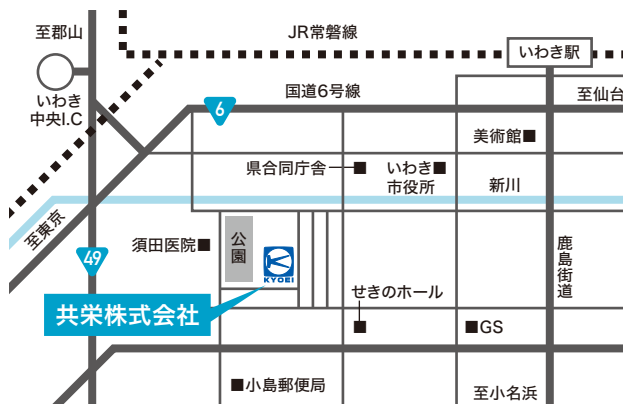 至郡山
JR常磐線
いわき駅
いわき
中央I.C
国道6号線
至仙台
6
美術館
県合同庁舎
いわき
市役所
新川
至東京
須田医院
公園
KYOEI
49
鹿島街道
せきのホール
共栄株式会社
GS
小島郵便局
至小名浜